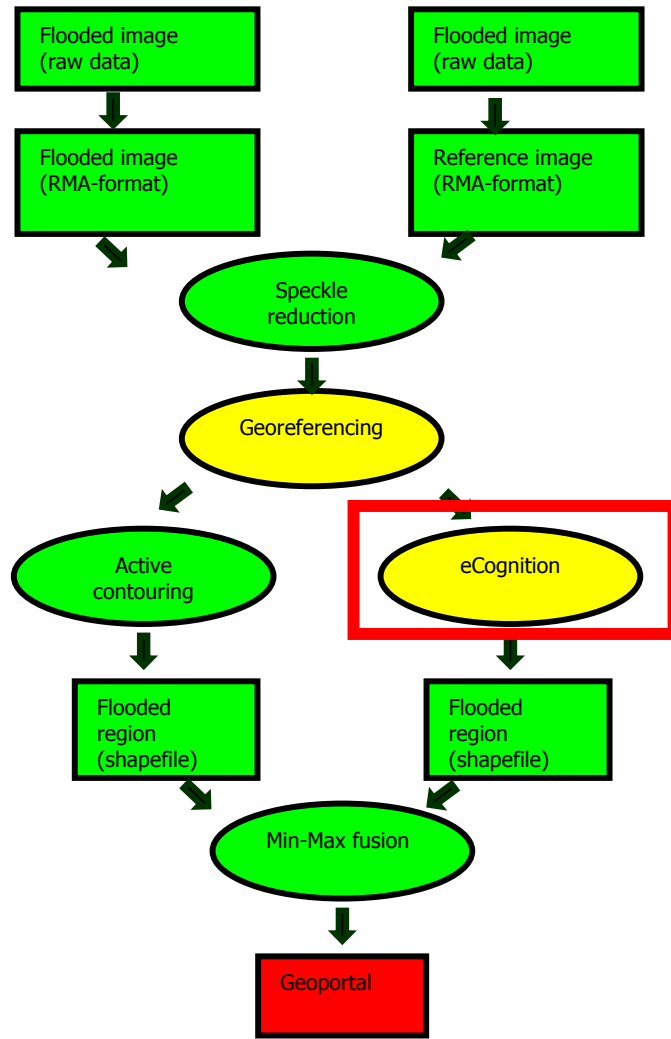 Flooded image
(raw data)
Flooded image
(raw data)
Flooded image
(RMA-format)
Reference image
(RMA-format)
Speckle
reduction
Georeferencing
Active
contouring
eCognition
Flooded
region
(shapefile)
Flooded
region
(shapefile)
Min-Max fusion
Geoportal